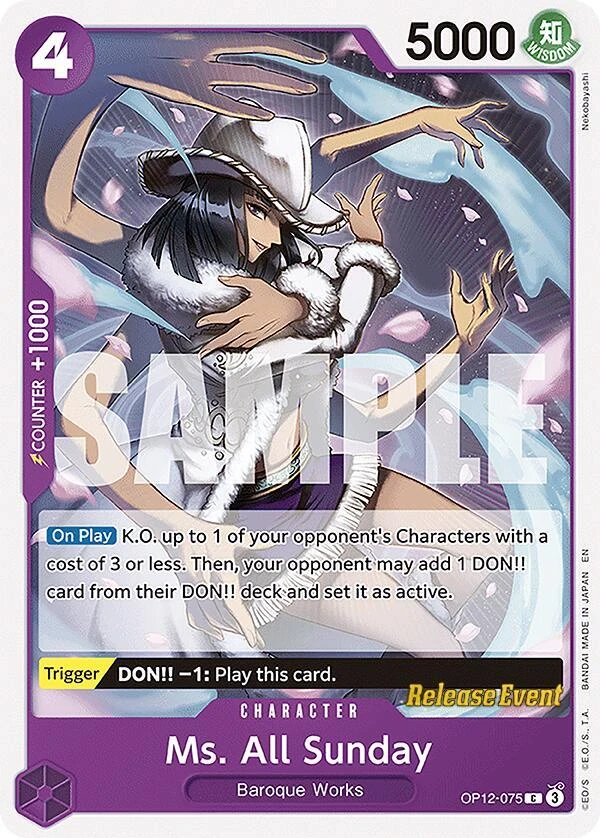 4
5000
知
WISDOM
Nekobayashi
COUNTER +1000
SAMPLE
On Play K.O. up to 1 of your opponent's Characters with a
cost of 3 or less. Then, your opponent may add 1 DON!!
card from their DON!! deck and set it as active.
Trigger DON!! −1: Play this card.
Release Event
CHARACTER
Ms. All Sunday
Baroque Works
OP12-075 C 3
©E.O/S ©E.O./S., T.A. BANDAI MADE IN JAPAN EN